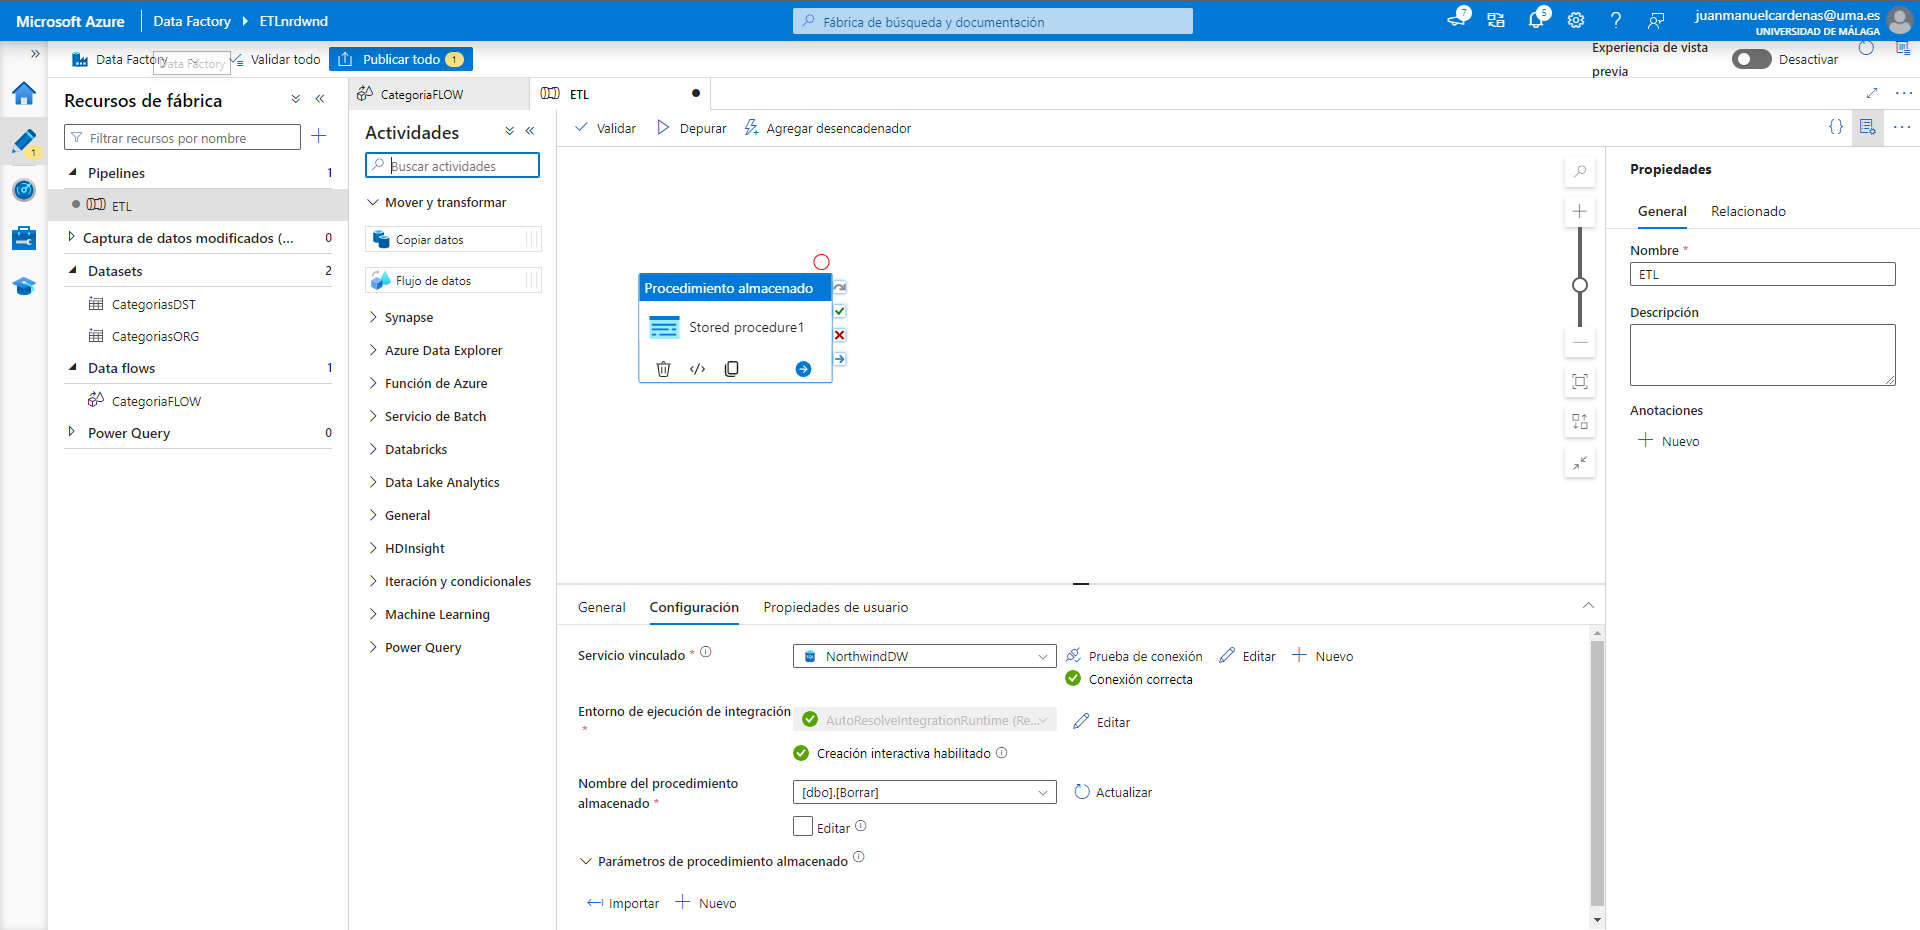 Microsoft Azure
Data Factory
ETLnrdwnd
Fábrica de búsqueda y documentación
7
5
juanmanuelcardenas@uma.es
UNIVERSIDAD DE MÁLAGA
Data Factory
Data Factory
Validar todo
Publicar todo
1
Experiencia de vista
previa
Desactivar
1
Recursos de fábrica
Filtrar recursos por nombre
Pipelines
1
ETL
Captura de datos modificados (...
0
Datasets
2
CategoriasDST
CategoriasORG
Data flows
1
CategoriaFLOW
Power Query
0
CategoriaFLOW
ETL
Actividades
Buscar actividades
Mover y transformar
Copiar datos
Flujo de datos
Synapse
Azure Data Explorer
Función de Azure
Servicio de Batch
Databricks
Data Lake Analytics
General
HDInsight
Iteración y condicionales
Machine Learning
Power Query
Validar
Depurar
Agregar desencadenador
Procedimiento almacenado
Stored procedure1
General
Configuración
Propiedades de usuario
Servicio vinculado *
NorthwindDW
Prueba de conexión
Editar
Nuevo
Conexión correcta
Entorno de ejecución de integración
*
AutoResolveIntegrationRuntime (Re...
Editar
Creación interactiva habilitado
Nombre del procedimiento
almacenado *
[dbo].[Borrar]
Actualizar
Editar
Parámetros de procedimiento almacenado
Importar
Nuevo
Propiedades
General
Relacionado
Nombre *
ETL
Descripción
Anotaciones
Nuevo